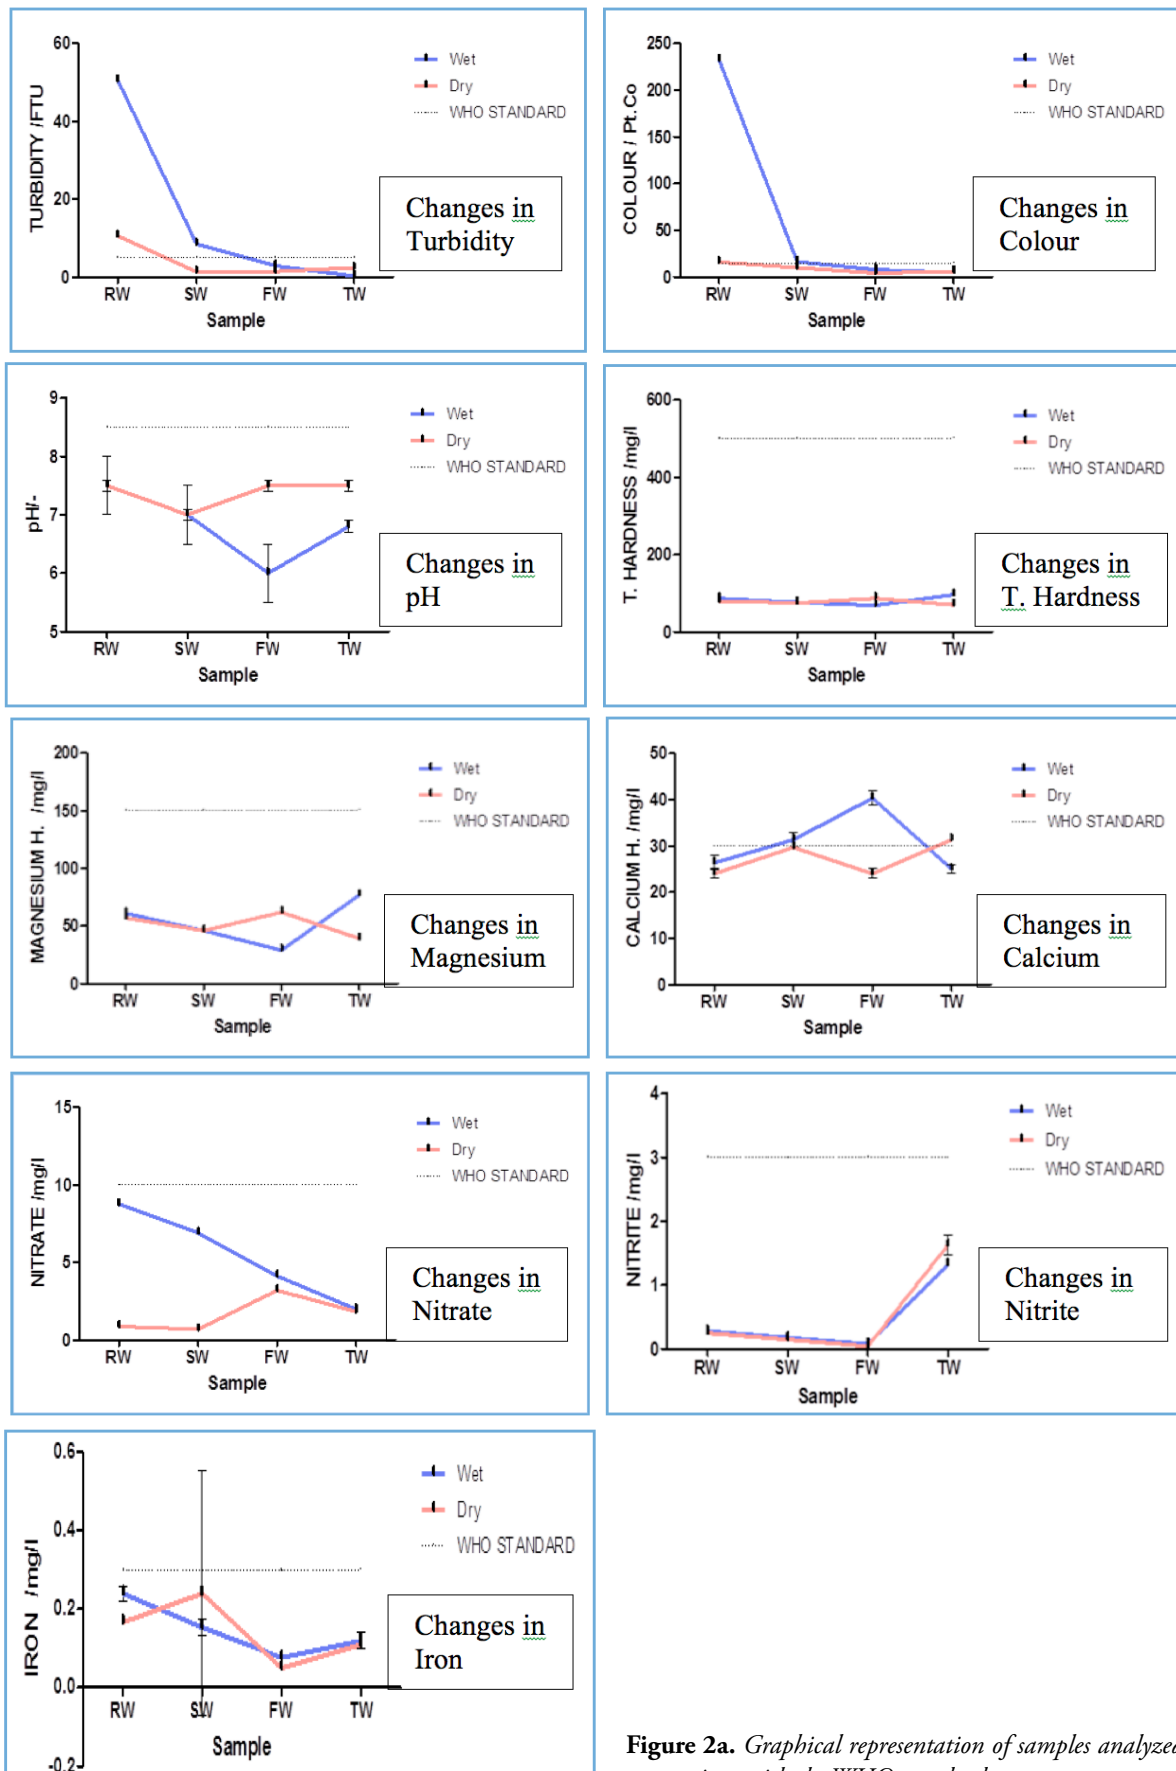 60
40
20
0
TURBIDITY /FTU
RW SW FW TW
Sample
Wet
Dry
WHO STANDARD
Changes in
Turbidity
250
200
150
100
50
0
COLOUR / Pt.Co
RW SW FW TW
Sample
Wet
Dry
WHO STANDARD
Changes in
Colour
9
8
7
6
5
pH/-
RW SW FW TW
Sample
Wet
Dry
WHO STANDARD
Changes in
pH
600
400
200
0
T. HARDNESS /mg/l
RW SW FW TW
Sample
Wet
Dry
WHO STANDARD
Changes in
T. Hardness
200
150
100
50
0
MAGNESIUM H. /mg/l
RW SW FW TW
Sample
Wet
Dry
WHO STANDARD
Changes in
Magnesium
50
40
30
20
10
0
CALCIUM H. /mg/l
RW SW FW TW
Sample
Wet
Dry
WHO STANDARD
Changes in
Calcium
15
10
5
0
NITRATE /mg/l
RW SW FW TW
Sample
Wet
Dry
WHO STANDARD
Changes in
Nitrate
4
3
2
1
0
NITRITE /mg/l
RW SW FW TW
Sample
Wet
Dry
WHO STANDARD
Changes in
Nitrite
0.6
0.4
0.2
0.0
-0.2
IRON /mg/l
RW SW FW TW
Sample
Wet
Dry
WHO STANDARD
Changes in
Iron
Figure 2a. Graphical representation of samples analyzed